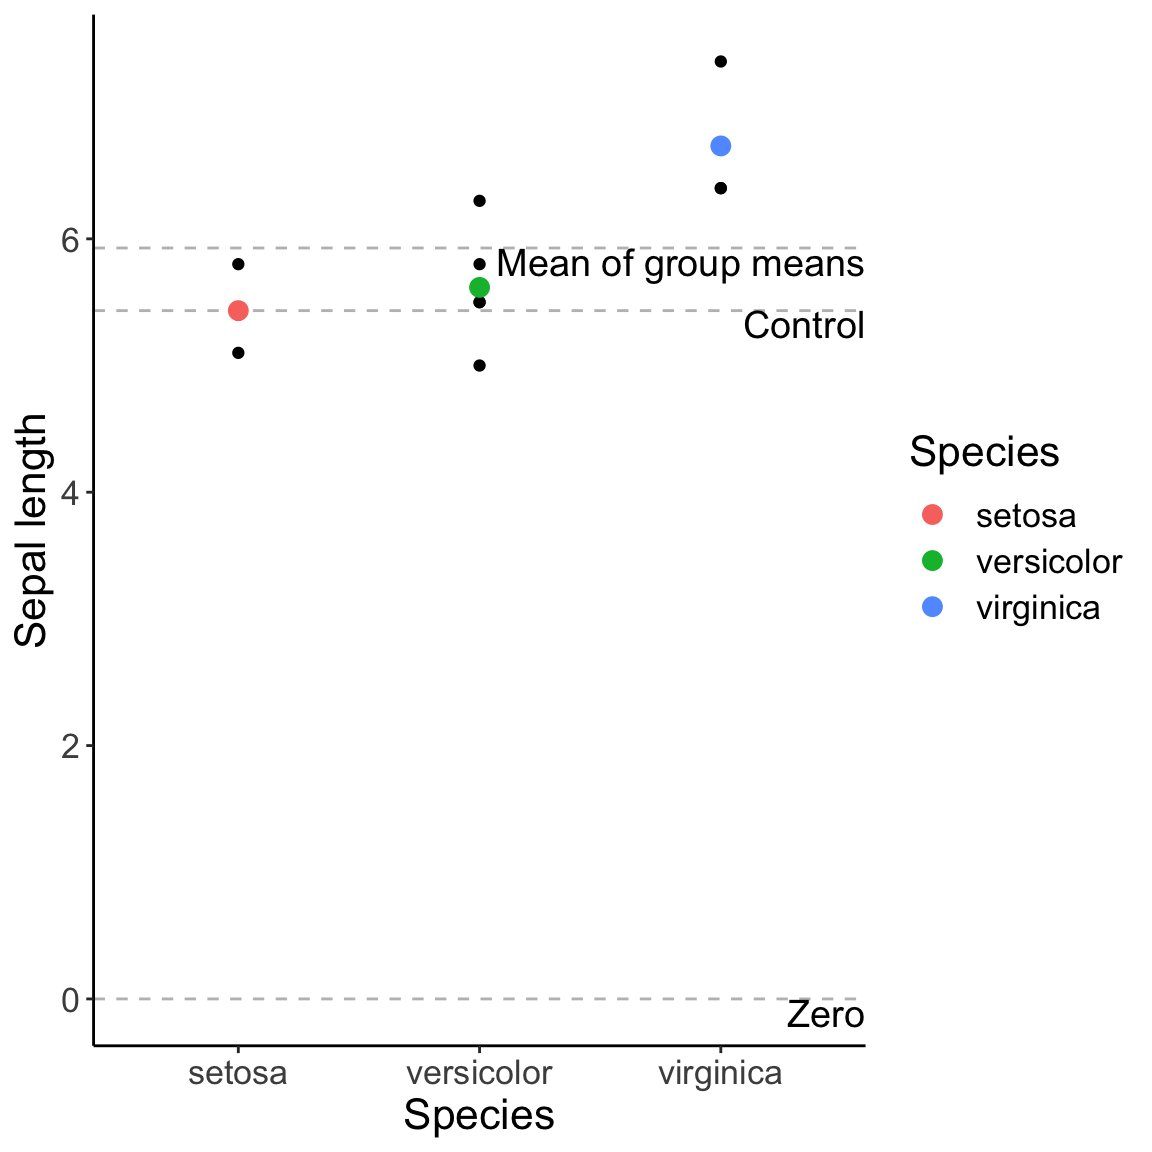 Sepal length
6
4
2
0
Mean of group means
Control
Zero
setosa
versicolor
virginica
Species
Species
setosa
versicolor
virginica